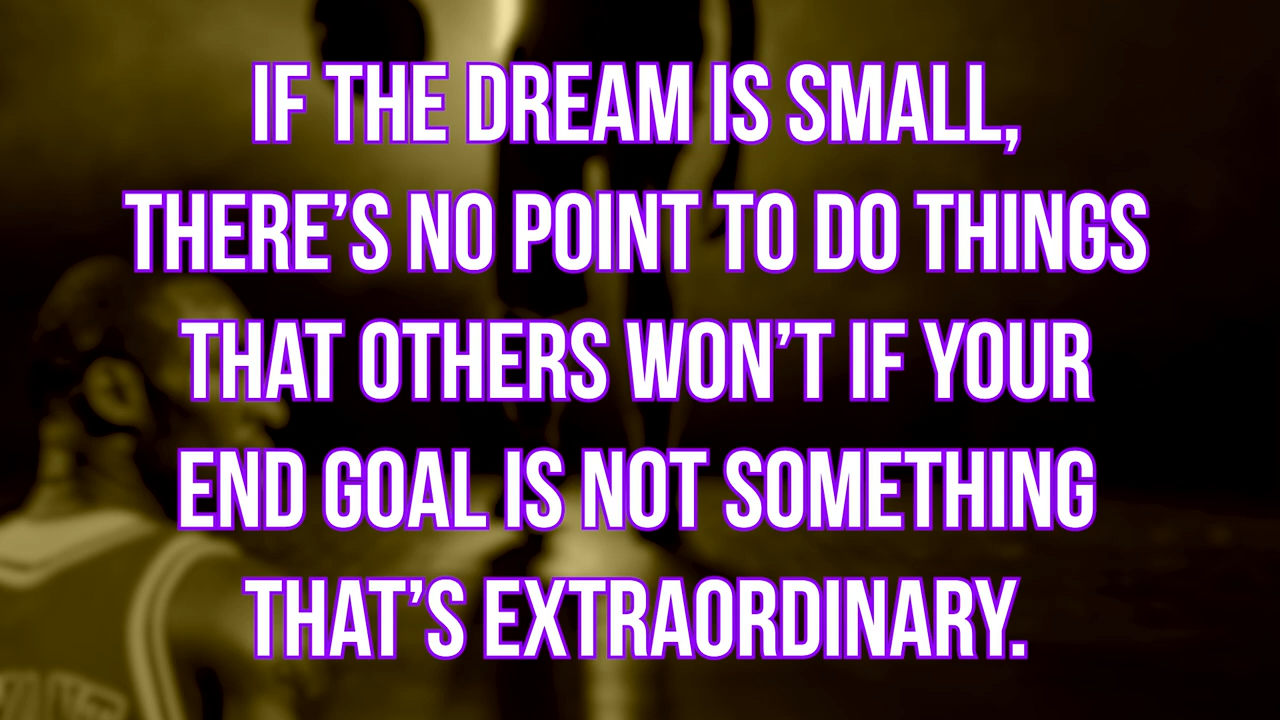 IF THE DREAM IS SMALL,
THERE’S NO POINT TO DO THINGS
THAT OTHERS WON’T IF YOUR
END GOAL IS NOT SOMETHING
THAT’S EXTRAORDINARY.